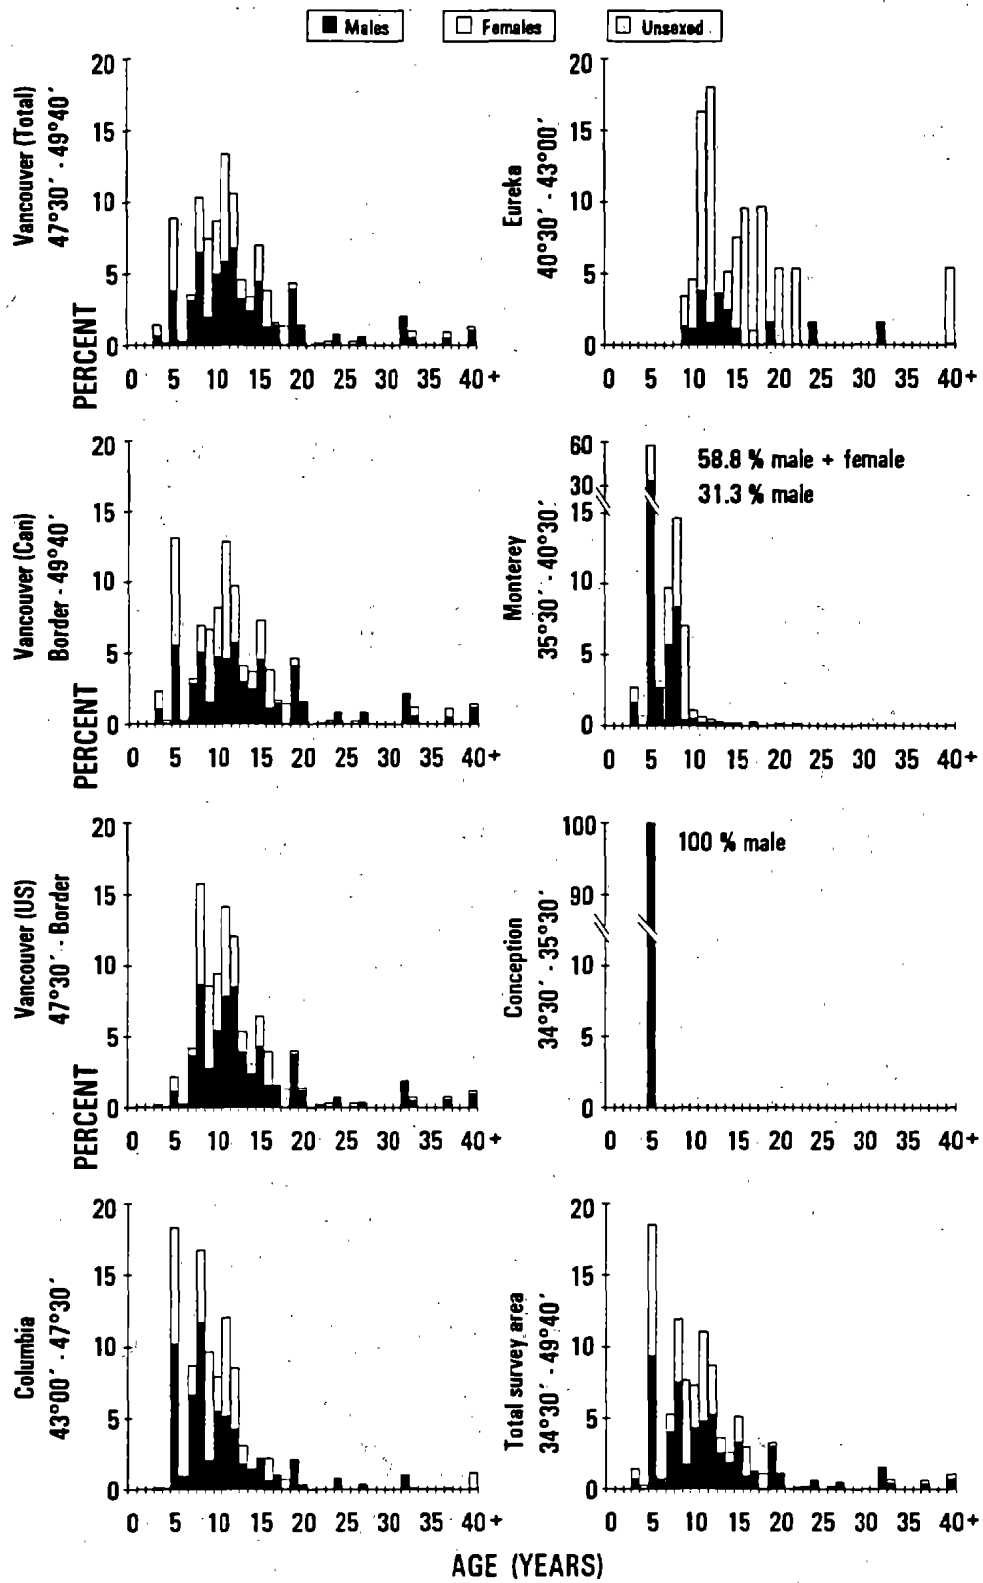 Males Females Unsexed
Vancouver (Total)
47°30´ - 49°40´
PERCENT
20
15
10
5
0
0 5 10 15 20 25 30 35 40+
Eureka
40°30´ - 43°00´
20
15
10
5
0
0 5 10 15 20 25 30 35 40+
Vancouver (Can)
Border - 49°40´
PERCENT
20
15
10
5
0
0 5 10 15 20 25 30 35 40+
Monterey
35°30´ - 40°30´
60
30
15
10
5
0
58.8 % male + female
31.3 % male
0 5 10 15 20 25 30 35 40+
Vancouver (US)
47°30´ - Border
PERCENT
20
15
10
5
0
0 5 10 15 20 25 30 35 40+
Conception
34°30´ - 35°30´
100
90
10
5
0
100 % male
0 5 10 15 20 25 30 35 40+
Columbia
43°00´ - 47°30´
20
15
10
5
0
0 5 10 15 20 25 30 35 40+
Total survey area
34°30´ - 49°40´
20
15
10
5
0
0 5 10 15 20 25 30 35 40+
AGE (YEARS)